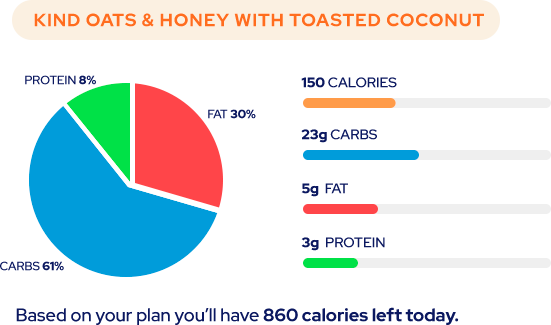 KIND OATS & HONEY WITH TOASTED COCONUT
PROTEIN 8%
FAT 30%
CARBS 61%
150 CALORIES
23g CARBS
5g FAT
3g PROTEIN
Based on your plan you’ll have 860 calories left today.